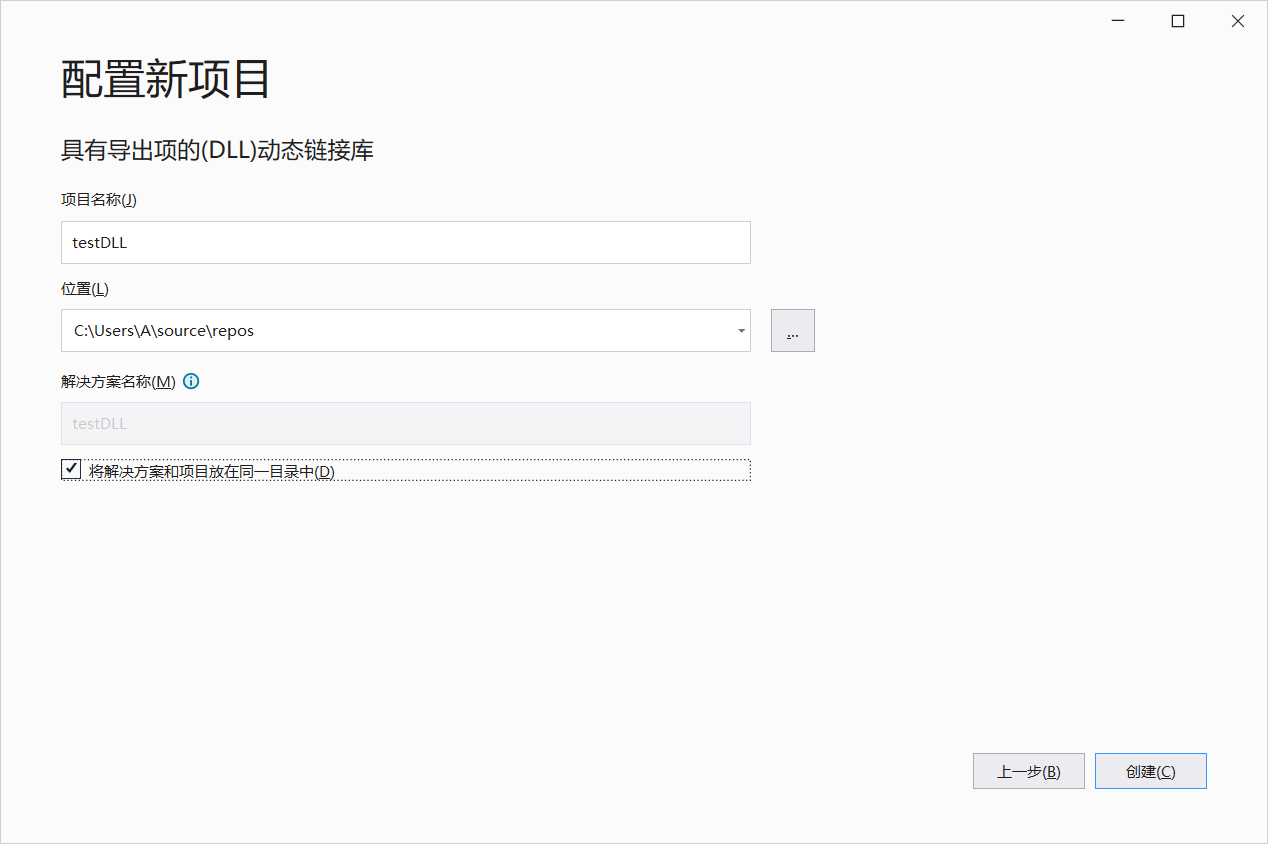 配置新项目
具有导出项的(DLL)动态链接库
项目名称(J)
testDLL
位置(L)
C:\Users\A\source\repos
...
解决方案名称(M)
testDLL
将解决方案和项目放在同一目录中(D)
上一步(B)
创建(C)